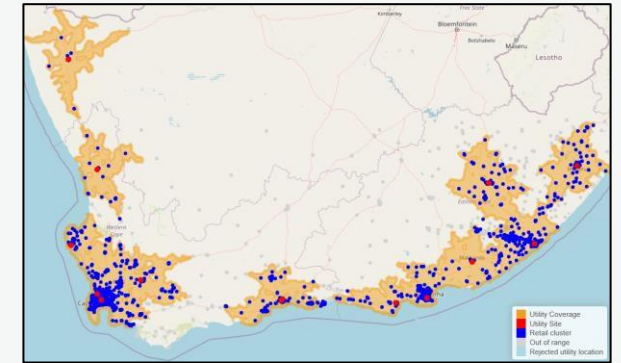 Kimberley
Free State
Bloemfontein
Botshabelo
Maseru
Lesotho
Western
Cape
Utility Coverage
Utility Site
Retail cluster
Out of range
Rejected utility location